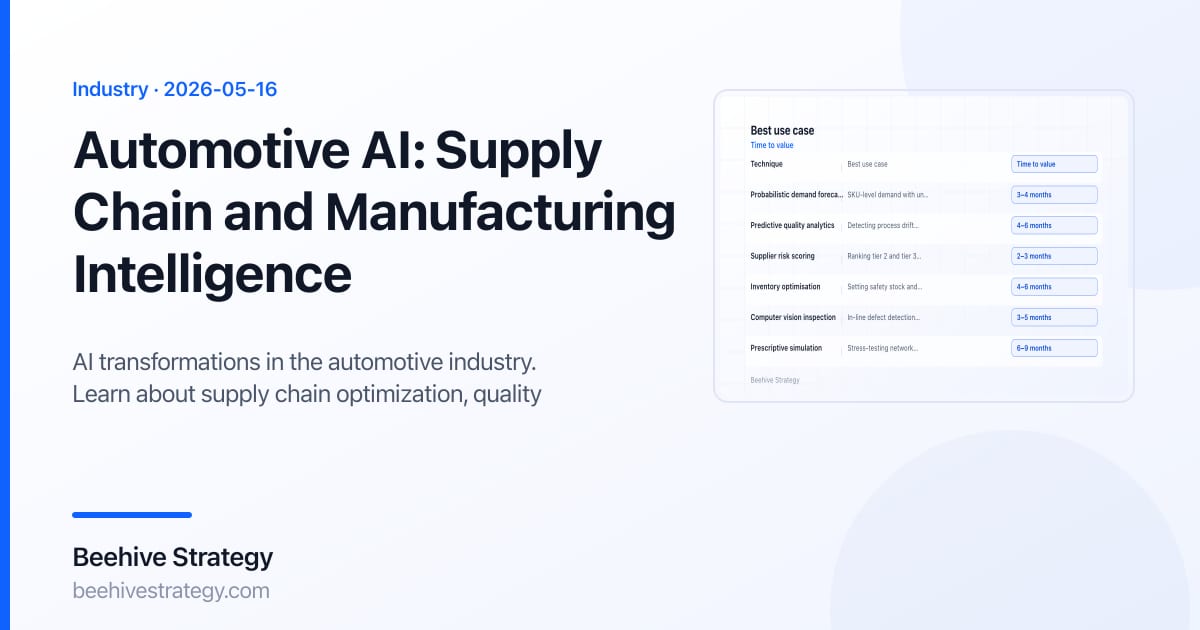 Industry · 2026-05-16
Automotive AI: Supply
Chain and Manufacturing
Intelligence
AI transformations in the automotive industry.
Learn about supply chain optimization, quality
Beehive Strategy
beehivestrategy.com
Best use case
Time to value
Technique Best use case Time to value
Probabilistic demand foreca... SKU-level demand with un... 3–4 months
Predictive quality analytics Detecting process drift... 4–6 months
Supplier risk scoring Ranking tier 2 and tier 3... 2–3 months
Inventory optimisation Setting safety stock and... 4–6 months
Computer vision inspection In-line defect detection... 3–5 months
Prescriptive simulation Stress-testing network... 6–9 months
Beehive Strategy